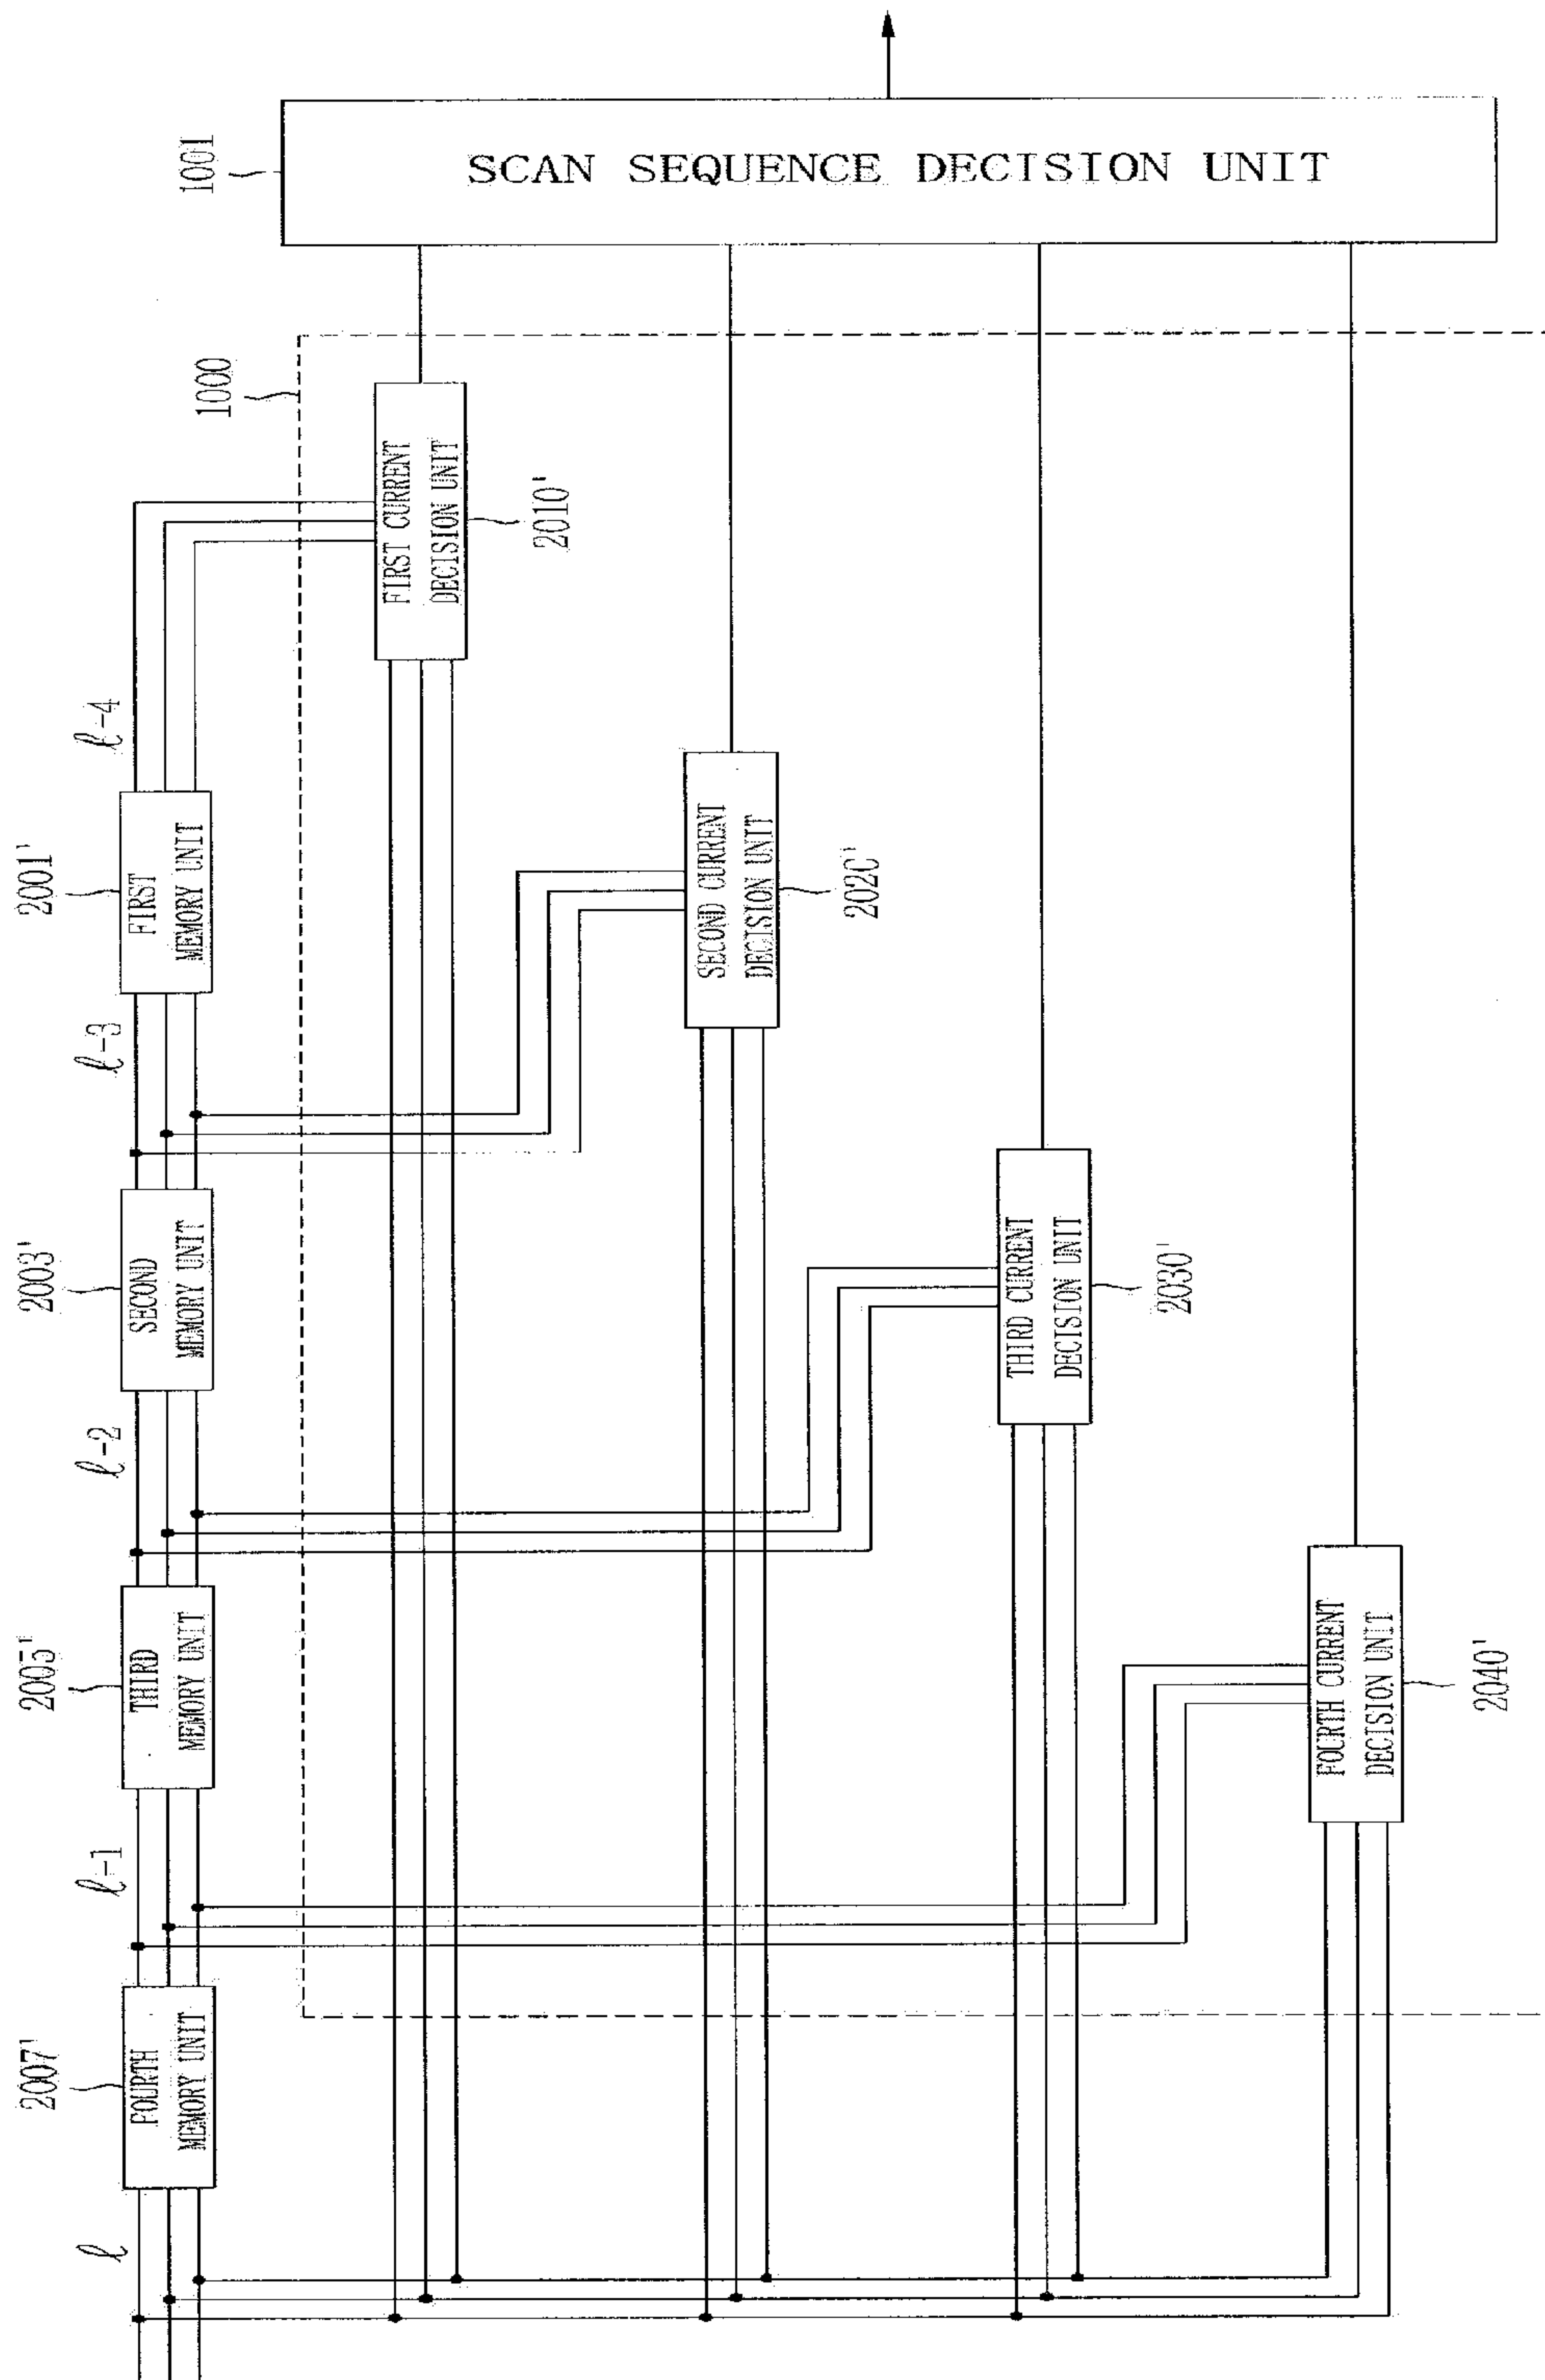 SCAN SEQUENCE DECISION UNIT
1001
1000
FIRST CURRENT
DECISION UNIT
2010'
ℓ-4
2001'
FIRST
MEMORY UNIT
SECOND CURRENT
DECISION UNIT
202C'
ℓ-3
2003'
SECOND
MEMORY UNIT
THIRD CURRENT
DECISION UNIT
2030'
ℓ-2
2005'
THIRD
MEMORY UNIT
FOURTH CURRENT
DECISION UNIT
2040'
ℓ-1
2007'
FOURTH
MEMORY UNIT
ℓ